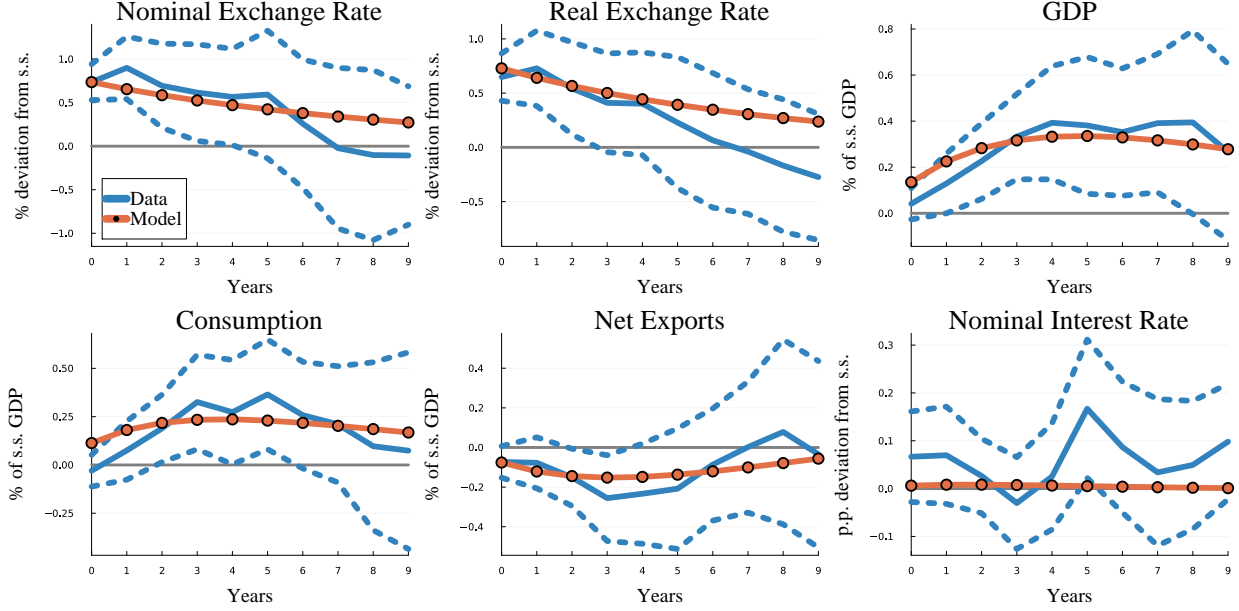 Nominal Exchange Rate
% deviation from s.s.
1.0
0.5
0.0
−0.5
−1.0
Data
Model
0 1 2 3 4 5 6 7 8 9
Years
Real Exchange Rate
% deviation from s.s.
1.0
0.5
0.0
−0.5
0 1 2 3 4 5 6 7 8 9
Years
GDP
% of s.s. GDP
0.8
0.6
0.4
0.2
0.0
0 1 2 3 4 5 6 7 8 9
Years
Consumption
% of s.s. GDP
0.50
0.25
0.00
−0.25
0 1 2 3 4 5 6 7 8 9
Years
Net Exports
% of s.s. GDP
0.4
0.2
0.0
−0.2
−0.4
0 1 2 3 4 5 6 7 8 9
Years
Nominal Interest Rate
p.p. deviation from s.s.
0.3
0.2
0.1
0.0
−0.1
0 1 2 3 4 5 6 7 8 9
Years